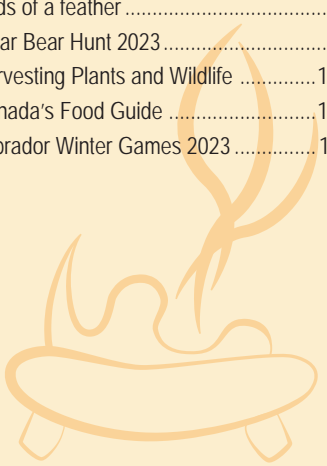 ds of a feather ................................
ar Bear Hunt 2023 ..........................
rvesting Plants and Wildlife ............1
nada's Food Guide .......................1
brador Winter Games 2023 ..............1